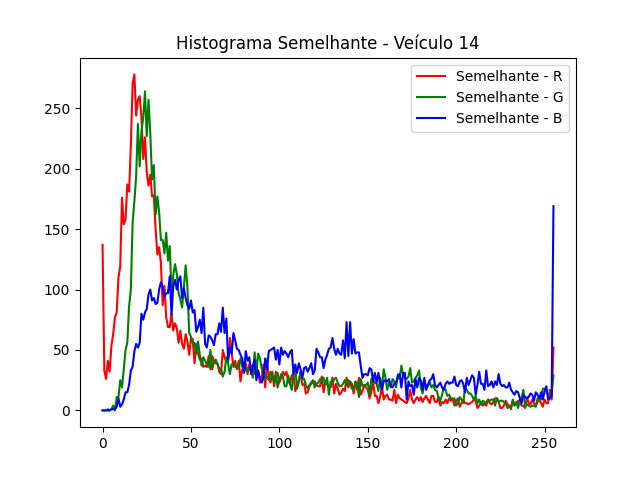 Histograma Semelhante - Veículo 14
Semelhante - R
Semelhante - G
Semelhante - B
250
200
150
100
50
0
0 50 100 150 200 250